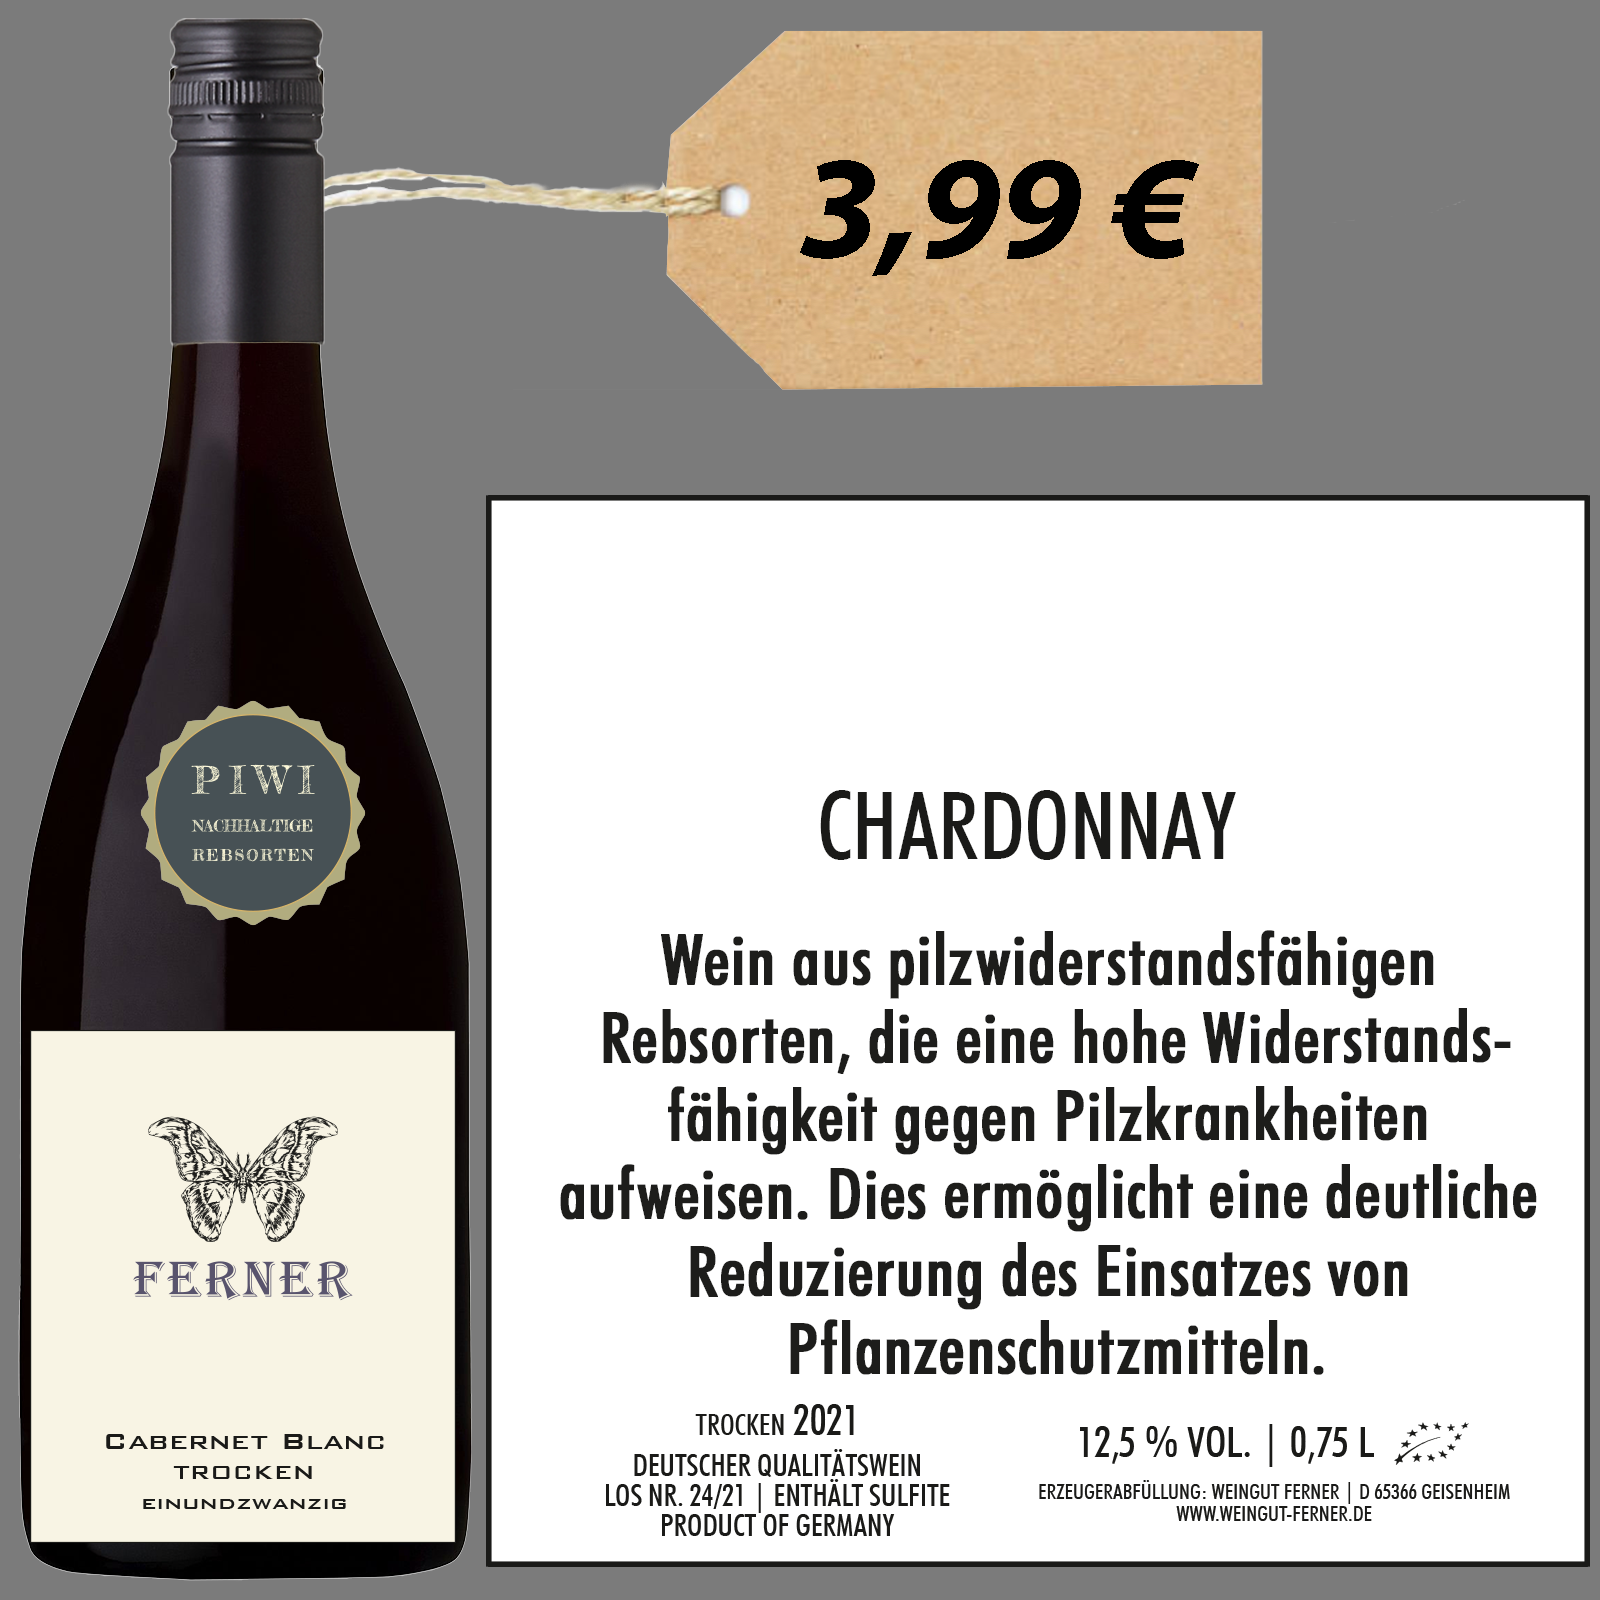 3,99 €
PIWI
NACHHALTIGE
REBSORTEN
FERNER
CABERNET BLANC
TROCKEN
EINUNDZWANZIG
CHARDONNAY
Wein aus pilzwiderstandsfähigen
Rebsorten, die eine hohe Widerstands-
fähigkeit gegen Pilzkrankheiten
aufweisen. Dies ermöglicht eine deutliche
Reduzierung des Einsatzes von
Pflanzenschutzmitteln.
TROCKEN 2021
DEUTSCHER QUALITÄTSWEIN
LOS NR. 24/21 | ENTHÄLT SULFITE
PRODUCT OF GERMANY
12,5 % VOL. | 0,75 L
ERZEUGERABFÜLLUNG: WEINGUT FERNER | D 65366 GEISENHEIM
WWW.WEINGUT-FERNER.DE